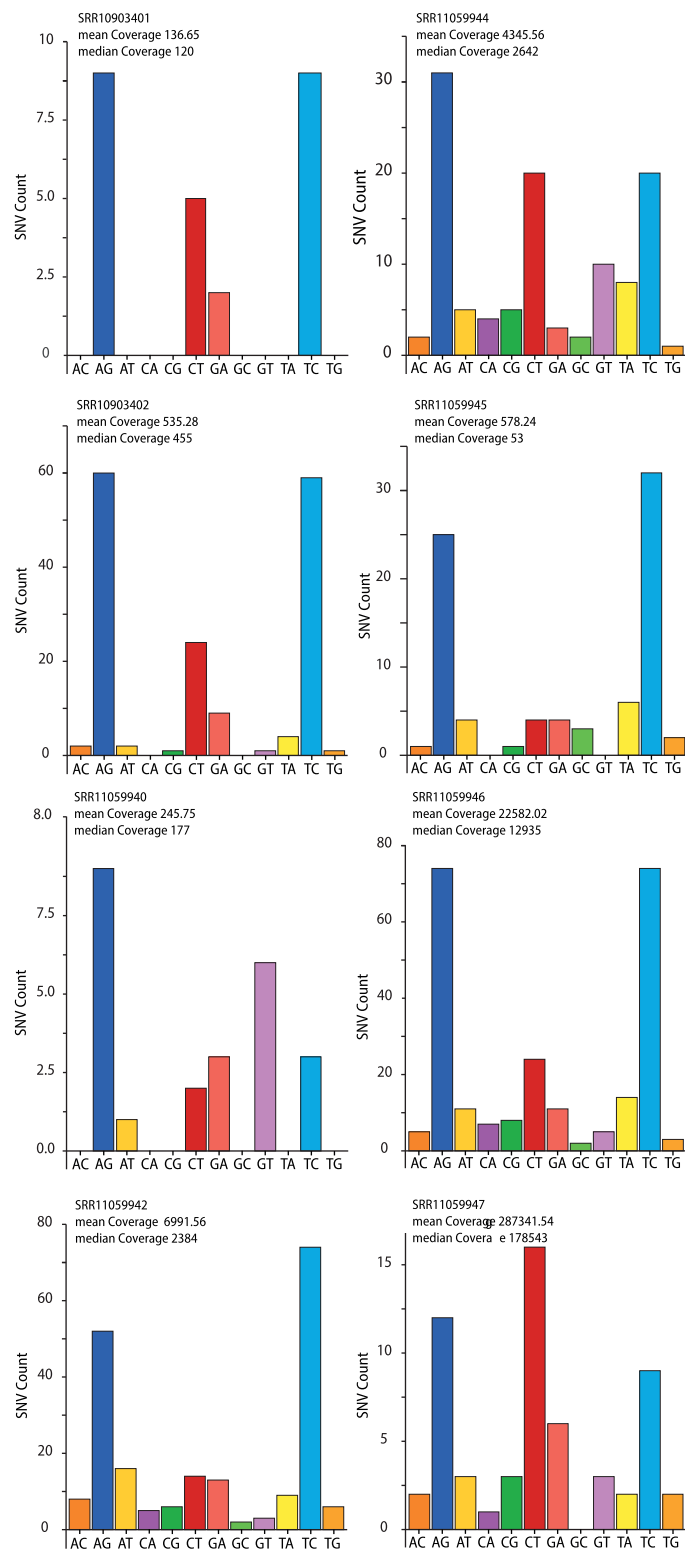 SRR10903401
mean Coverage 136.65
median Coverage 120
10
7.5
5.0
2.5
0
SNV Count
AC AG AT CA CG CT GA GC GT TA TC TG
SRR11059944
mean Coverage 4345.56
median Coverage 2642
30
20
10
0
SNV Count
AC AG AT CA CG CT GA GC GT TA TC TG
SRR10903402
mean Coverage 535.28
median Coverage 455
60
40
20
0
SNV Count
AC AG AT CA CG CT GA GC GT TA TC TG
SRR11059945
mean Coverage 578.24
median Coverage 53
30
20
10
0
SNV Count
AC AG AT CA CG CT GA GC GT TA TC TG
SRR11059940
mean Coverage 245.75
median Coverage 177
8.0
7.5
5.0
2.5
0.0
SNV Count
AC AG AT CA CG CT GA GC GT TA TC TG
SRR11059946
mean Coverage 22582.02
median Coverage 12935
80
60
40
20
0
SNV Count
AC AG AT CA CG CT GA GC GT TA TC TG
SRR11059942
mean Coverage 6991.56
median Coverage 2384
80
60
40
20
0
SNV Count
AC AG AT CA CG CT GA GC GT TA TC TG
SRR11059947
mean Coverage 287341.54
median Covera e 178543
15
10
5
0
SNV Count
AC AG AT CA CG CT GA GC GT TA TC TG